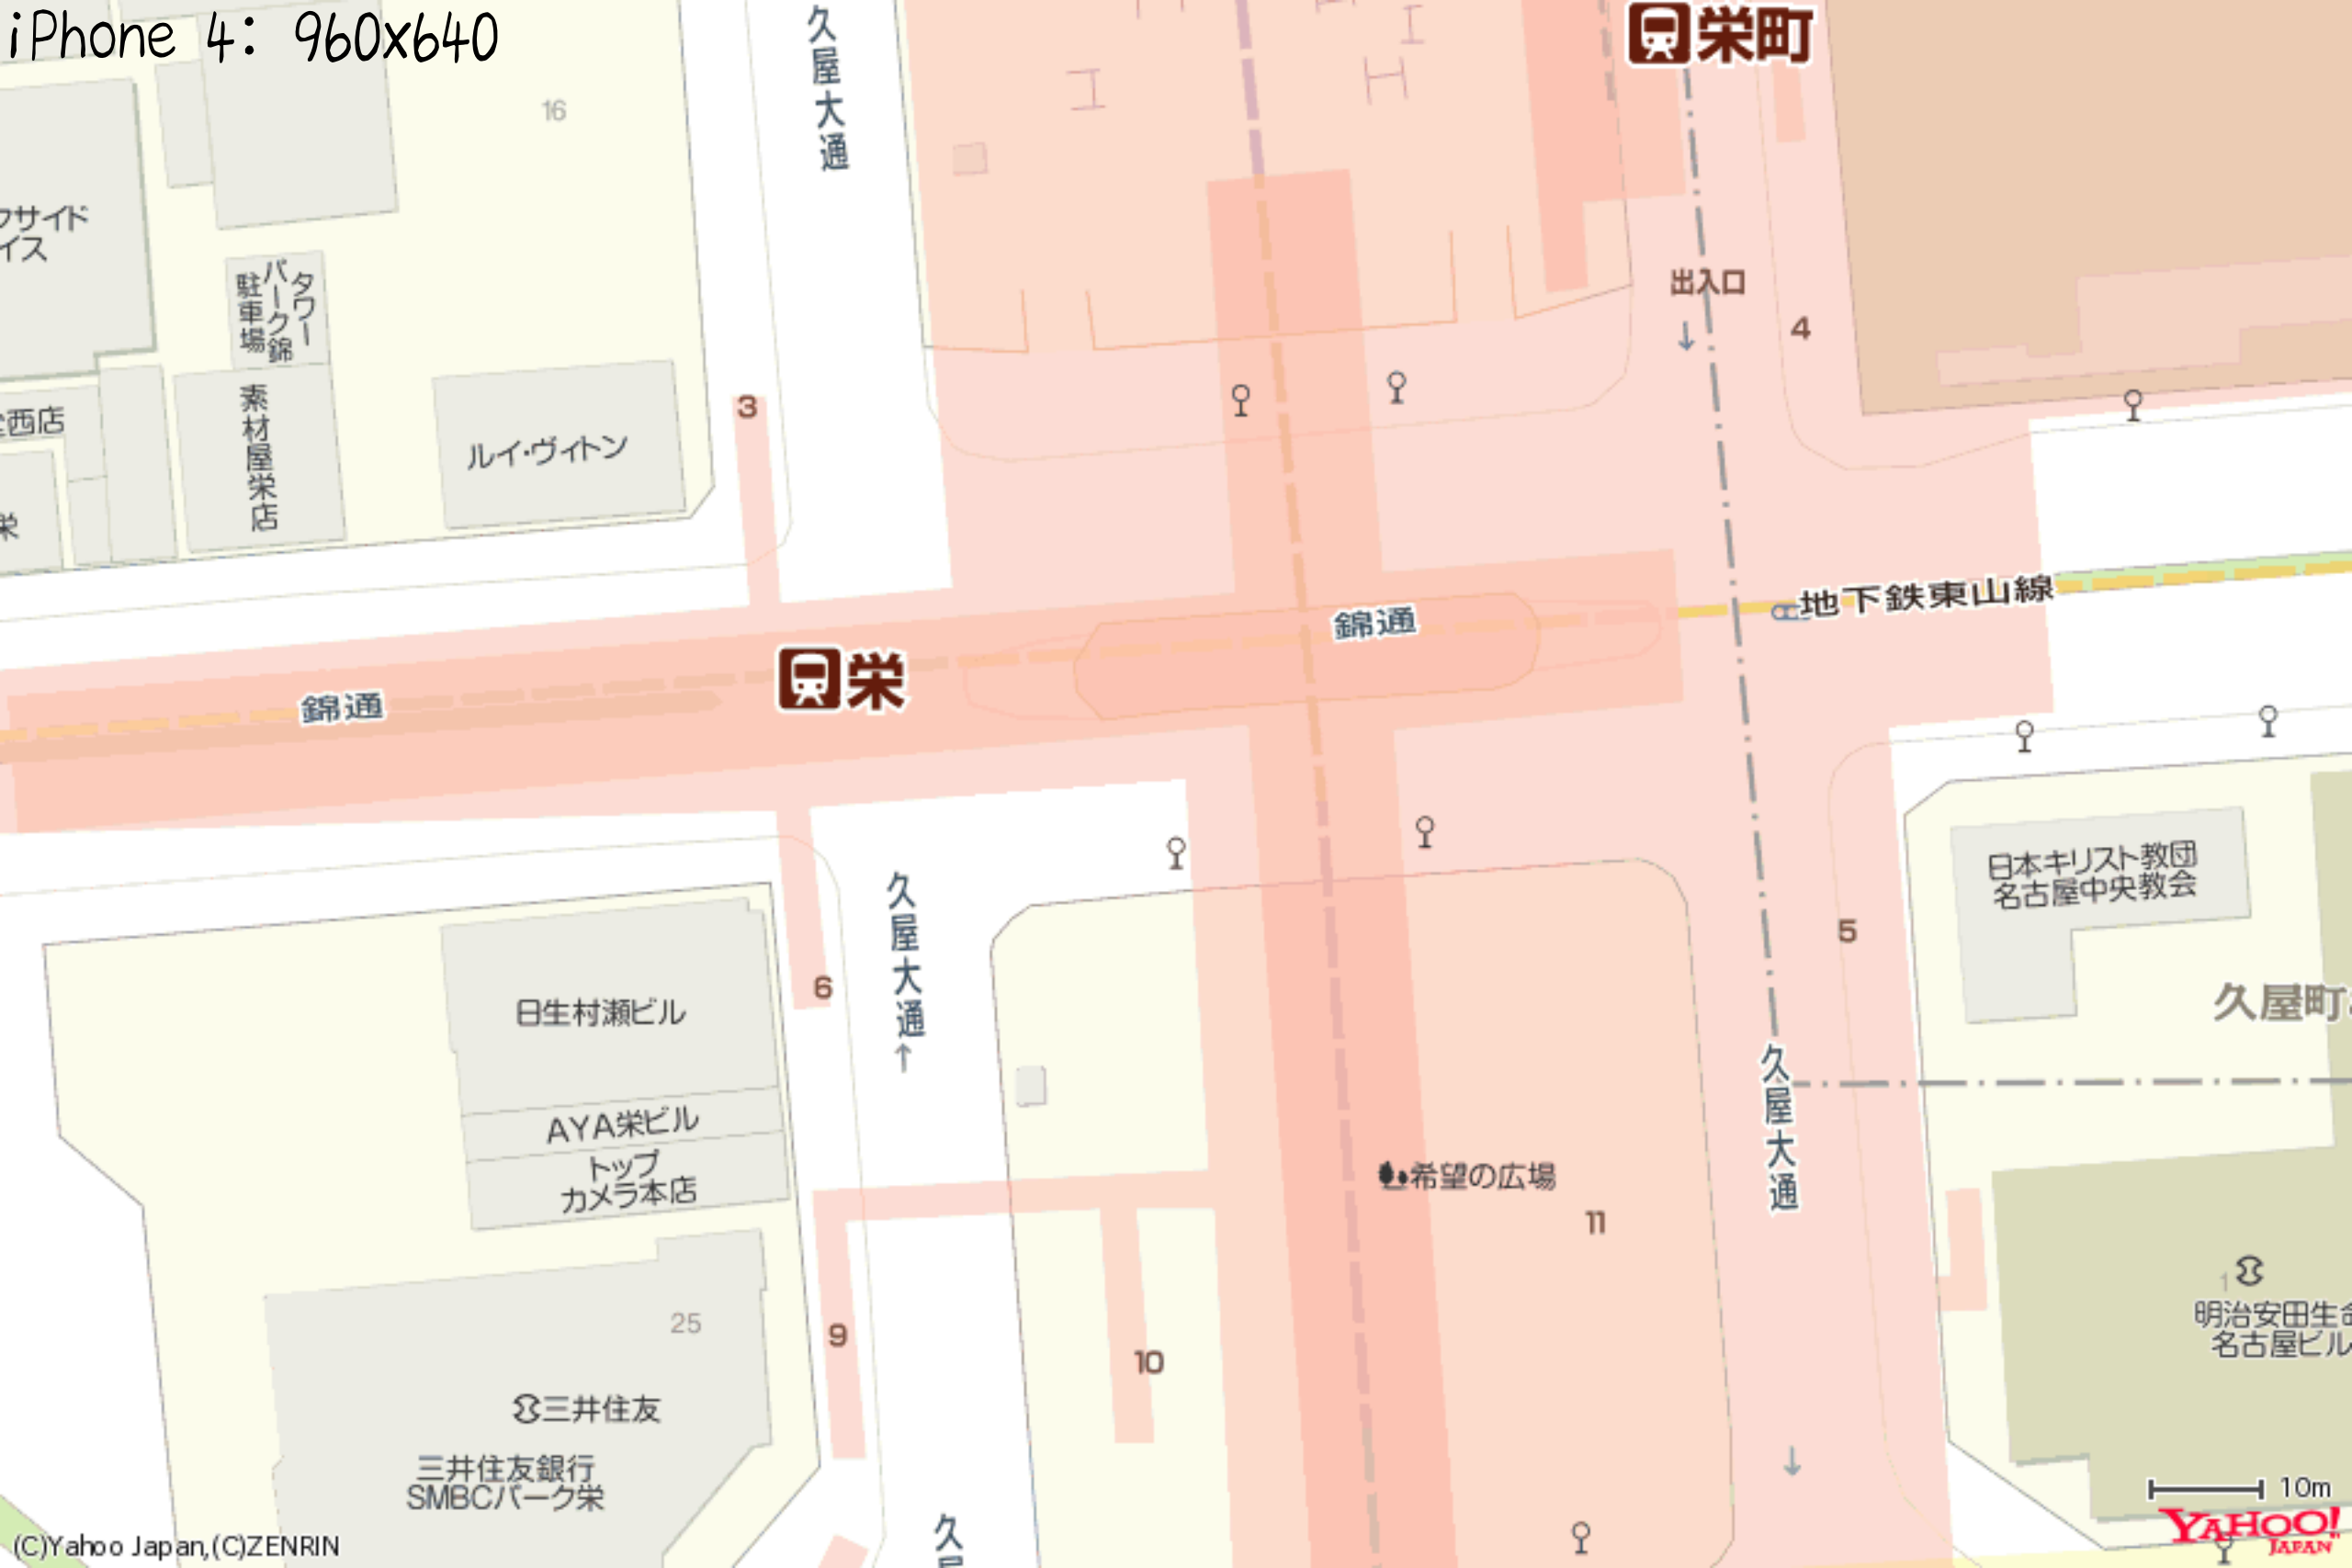 iPhone 4: 960x640
久屋大通
栄町
16
クサイド
イス
タワー
パーク錦
駐車場
出入口
4
西店
素材屋栄店
3
ルイ・ヴィトン
栄
地下鉄東山線
錦通
栄
錦通
日本キリスト教団
名古屋中央教会
久屋大通
5
6
日生村瀬ビル
久屋町
AYA栄ビル
久屋大通
トップ
カメラ本店
希望の広場
11
25
9
10
1
明治安田生命
名古屋ビル
三井住友
三井住友銀行
SMBCパーク栄
10m
久屋
YAHOO!
JAPAN
(C)Yahoo Japan,(C)ZENRIN